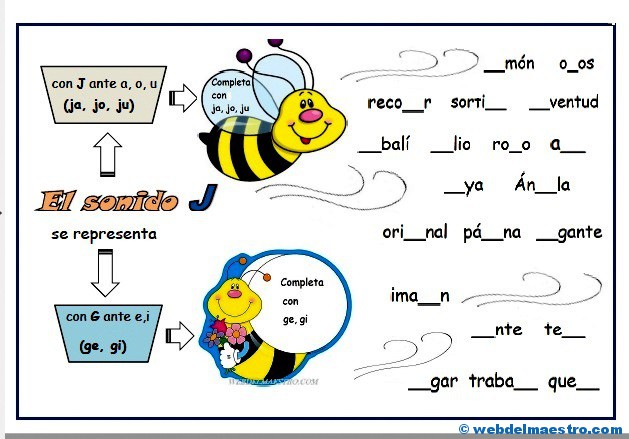 con J ante a, o, u
(ja, jo, ju)
El sonido J
se representa
con G ante e,i
(ge, gi)
Completa
con
ja, jo, ju
Completa
con
ge, gi
WEBDELMAESTRO.COM
__món o_os
reco__r sorti__ __ventud
__balí __lio ro_o a__
__ya Án__la
ori__nal pá__na __gante
ima__n
__nte te__
__gar traba__ que__
© webdelmaestro.com